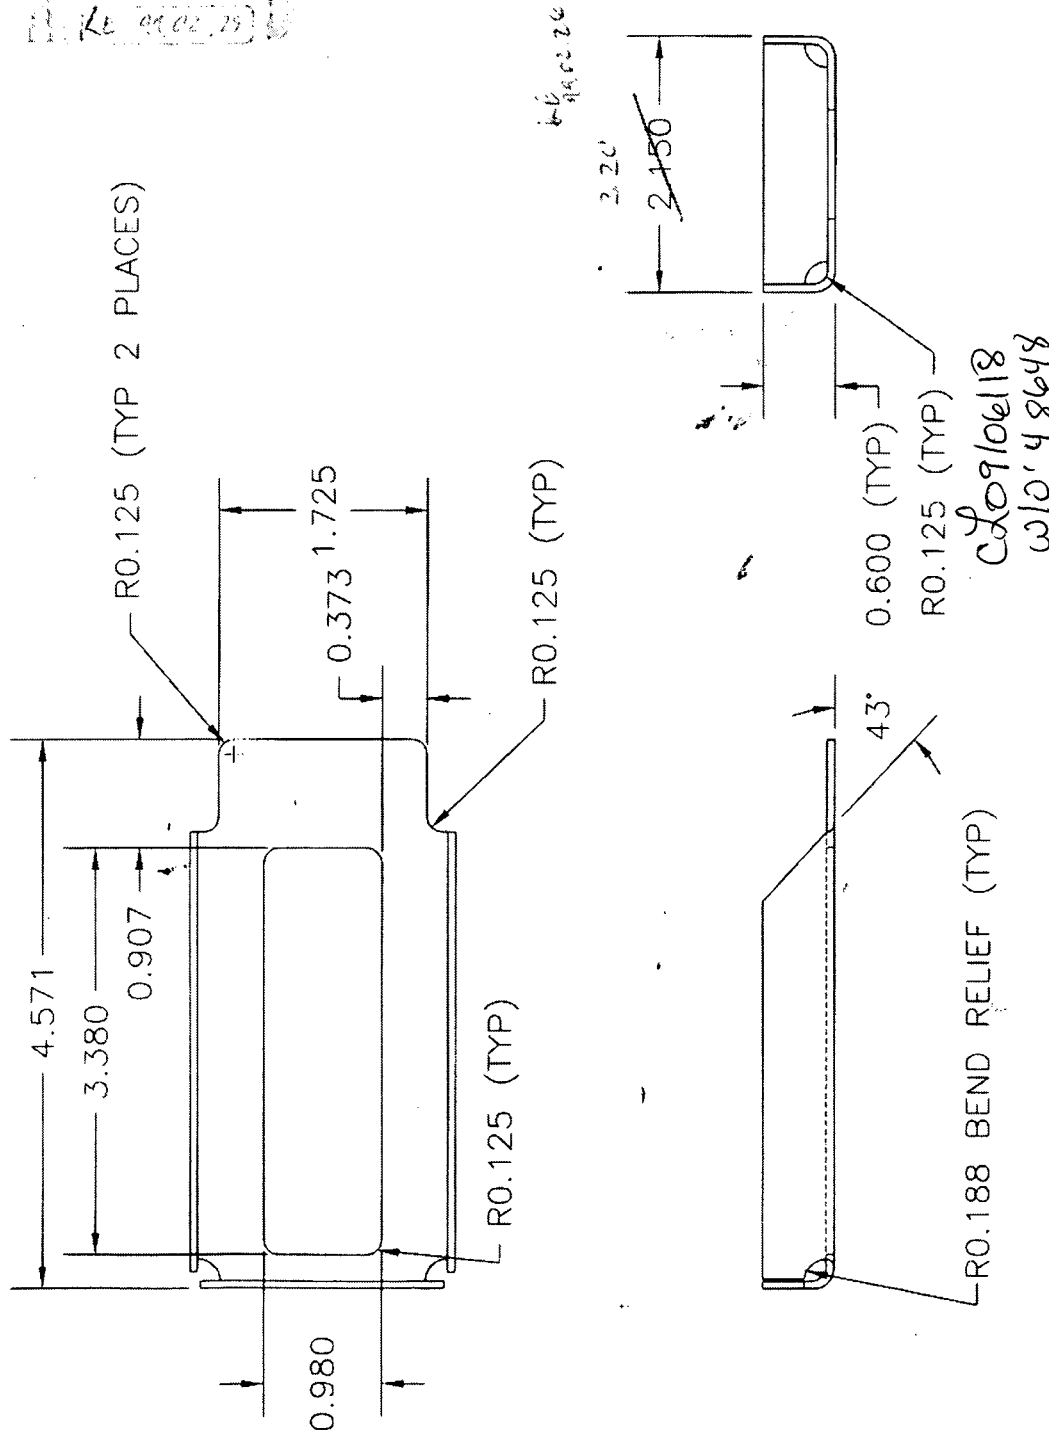 R0.125 (TYP 2 PLACES)
4.571
3.380
0.907
0.373
1.725
R0.125 (TYP)
R0.125 (TYP)
0.980
2.20
2.150
0.600 (TYP)
R0.125 (TYP)
43°
R0.188 BEND RELIEF (TYP)
CL09106118
W10' 48648